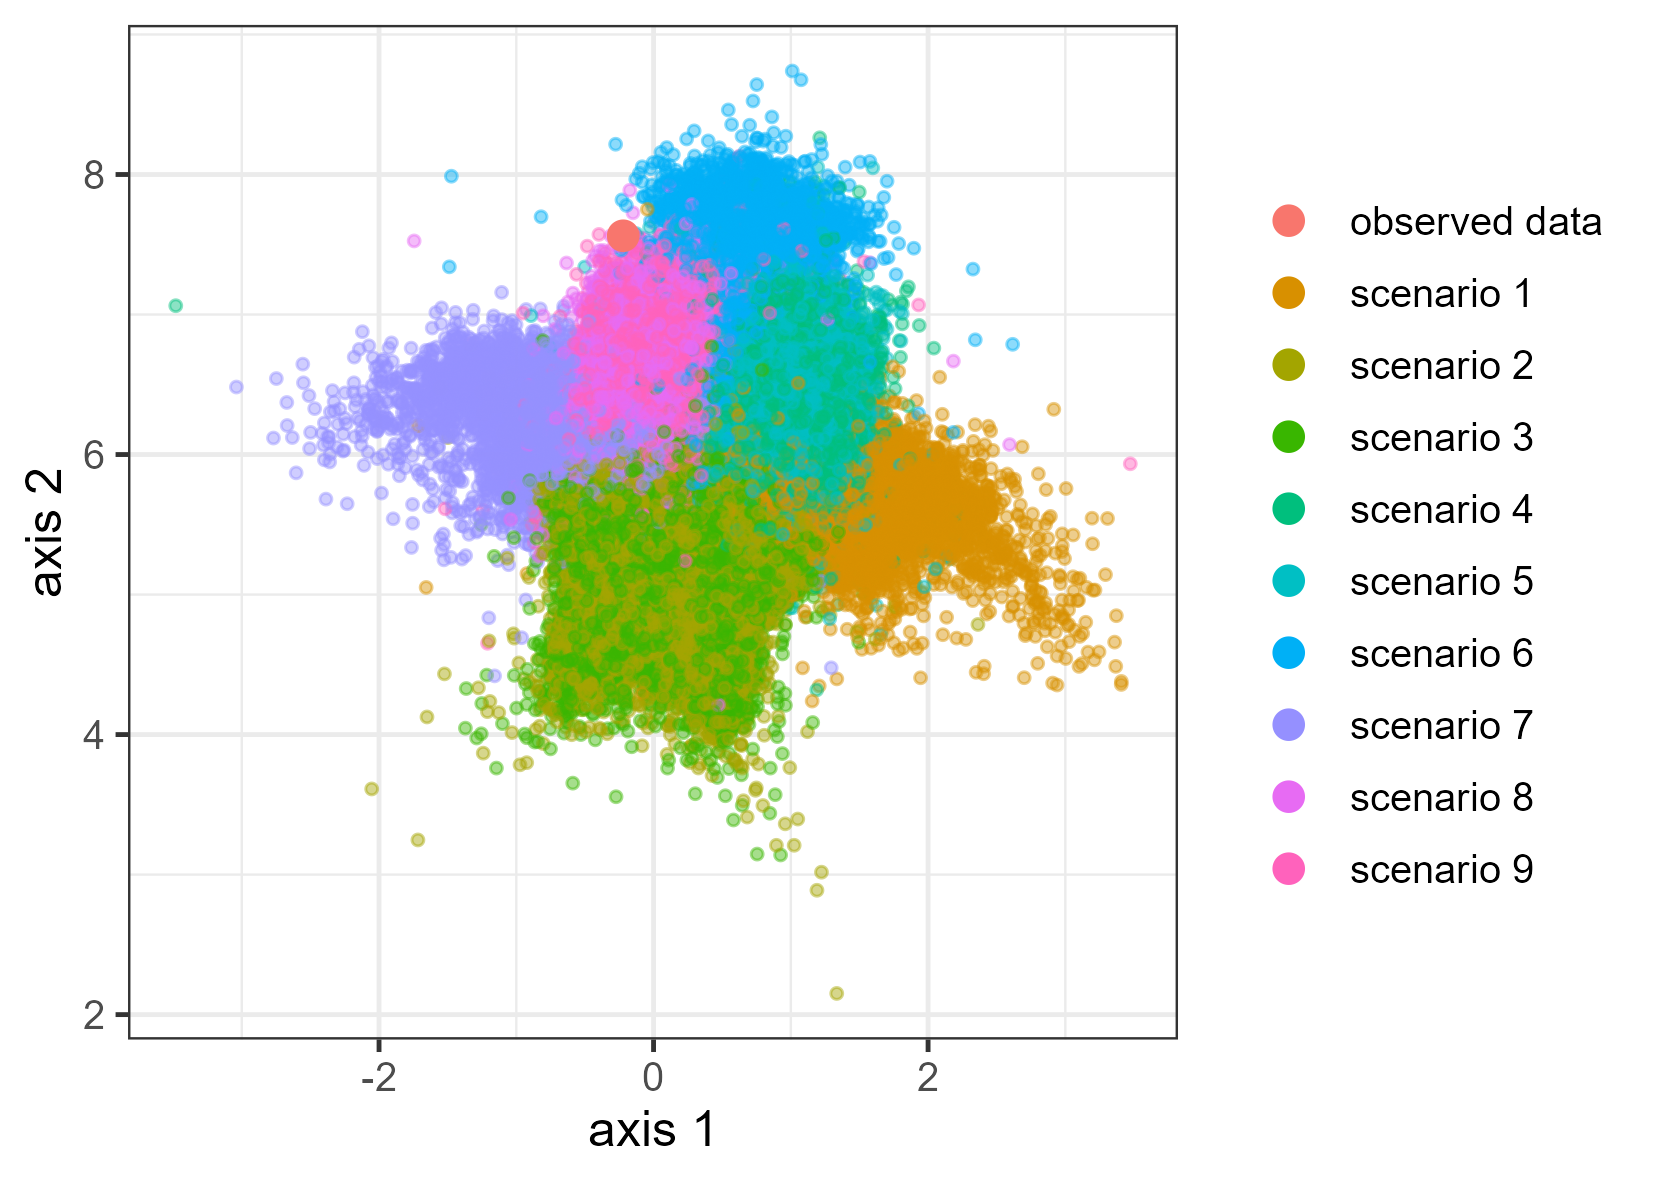 8
6
4
2
-2
0
2
axis 1
axis 2
observed data
scenario 1
scenario 2
scenario 3
scenario 4
scenario 5
scenario 6
scenario 7
scenario 8
scenario 9